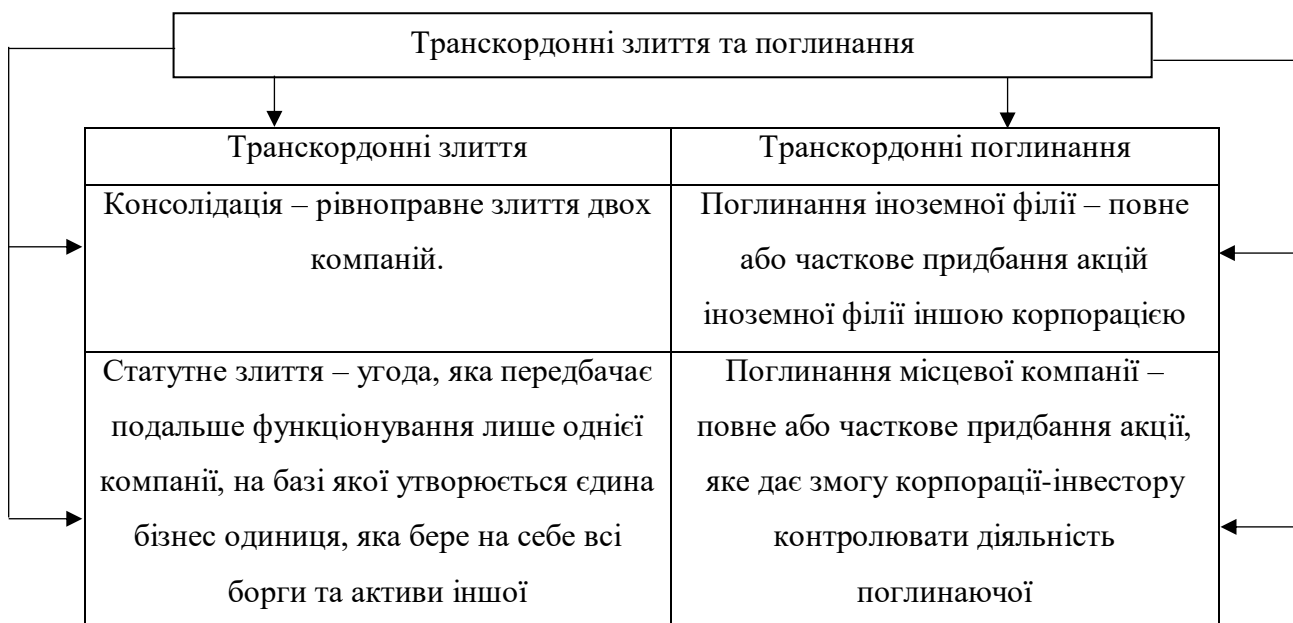 Транскордонні злиття та поглинання
Транскордонні злиття
Транскордонні поглинання
Консолідація – рівноправне злиття двох
компаній.
Поглинання іноземної філії – повне
або часткове придбання акцій
іноземної філії іншою корпорацією
Статутне злиття – угода, яка передбачає
подальше функціонування лише однієї
компанії, на базі якої утворюється єдина
бізнес одиниця, яка бере на себе всі
борги та активи іншої
Поглинання місцевої компанії –
повне або часткове придбання акції,
яке дає змогу корпорації-інвестору
контролювати діяльність
поглинаючої